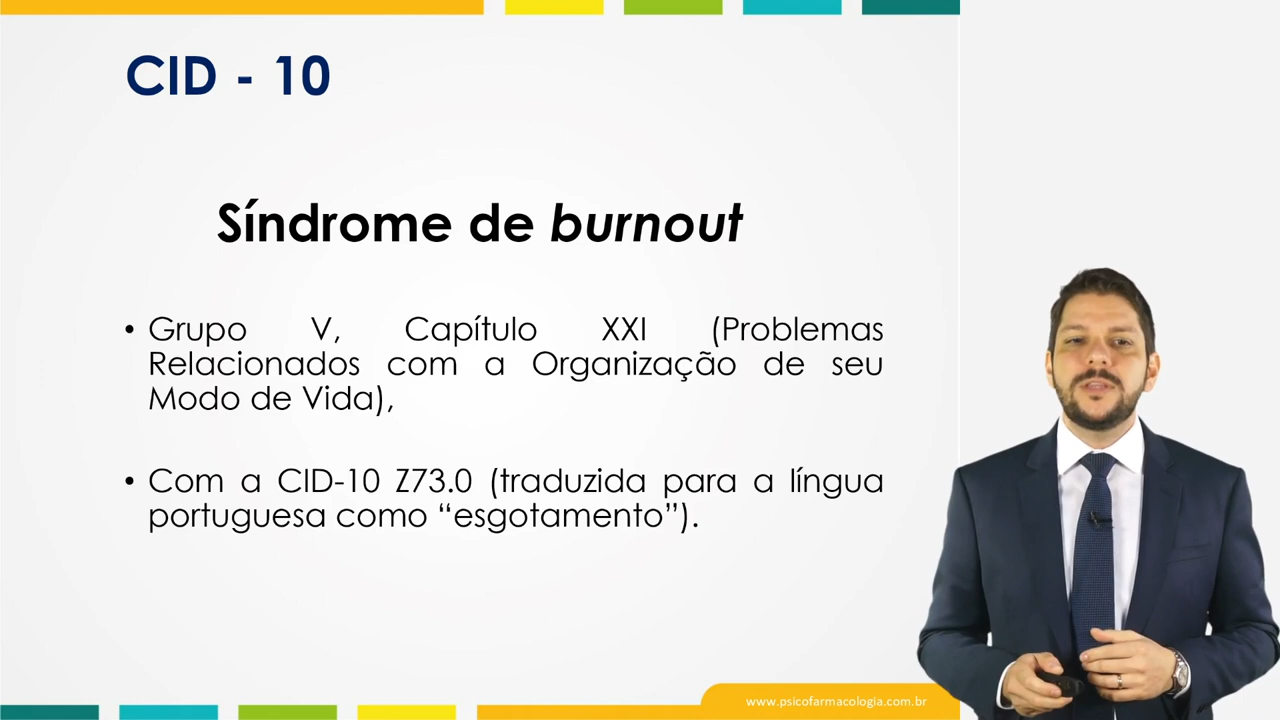 CID - 10
Síndrome de burnout
• Grupo V, Capítulo XXI (Problemas
Relacionados com a Organização de seu
Modo de Vida),
• Com a CID-10 Z73.0 (traduzida para a língua
portuguesa como “esgotamento”).
www.psicofarmacologia.com.br